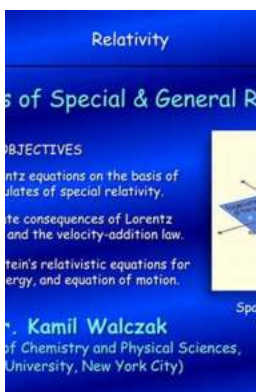 Relativity
s of Special & General R
OBJECTIVES
ntz equations on the basis of
ulates of special relativity.
te consequences of Lorentz
and the velocity-addition law.
tein's relativistic equations for
ergy, and equation of motion.
Spa
r. Kamil Walczak
of Chemistry and Physical Sciences,
University, New York City)